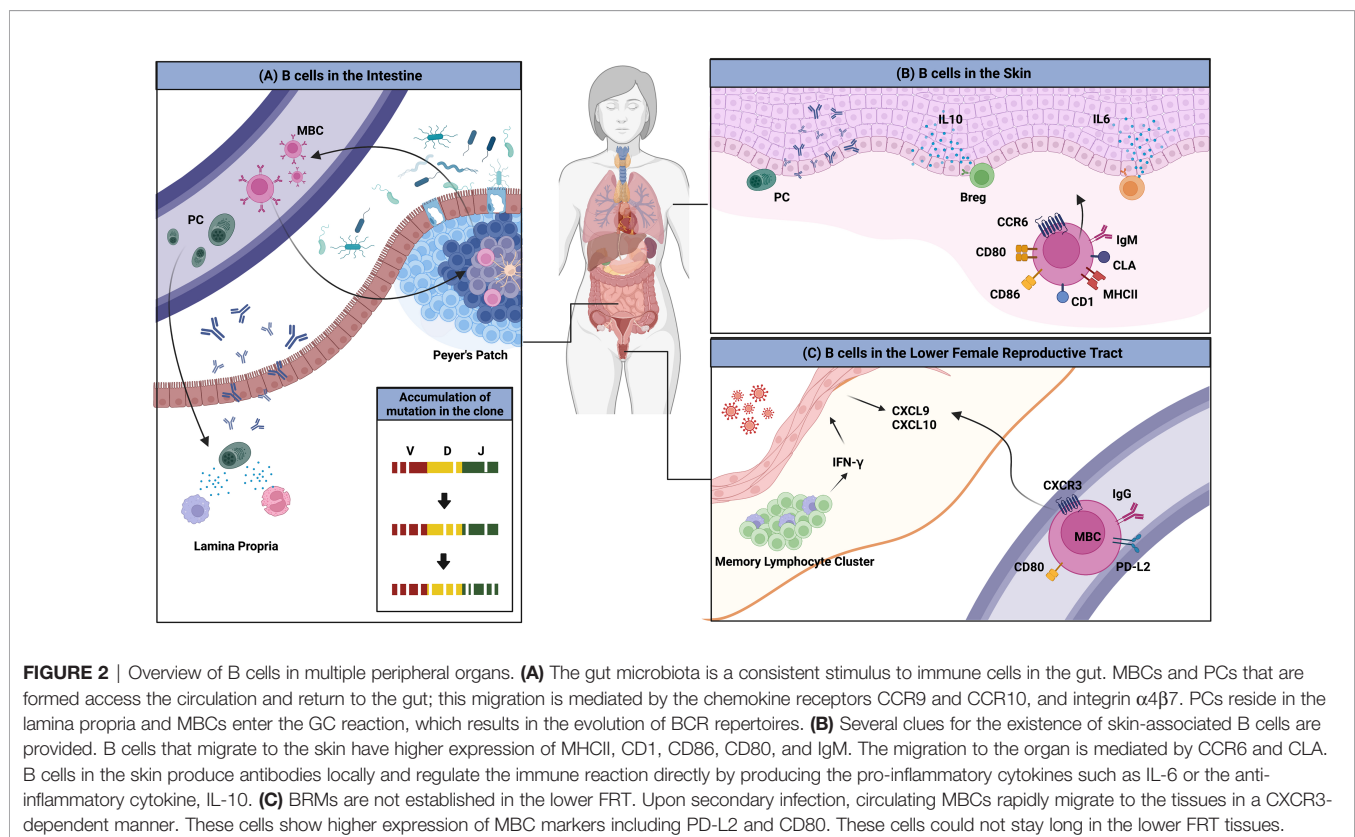 (A) B cells in the Intestine
MBC
PC
Peyer's Patch
Accumulation of
mutation in the clone
V D J
Lamina Propria
(B) B cells in the Skin
IL10
IL6
PC
Breg
CCR6
IgM
CD80
CLA
CD86
MHCII
CD1
(C) B cells in the Lower Female Reproductive Tract
CXCL9
CXCL10
IFN-γ
CXCR3
IgG
MBC
Memory Lymphocyte Cluster
CD80
PD-L2
FIGURE 2 | Overview of B cells in multiple peripheral organs. (A) The gut microbiota is a consistent stimulus to immune cells in the gut. MBCs and PCs that are
formed access the circulation and return to the gut; this migration is mediated by the chemokine receptors CCR9 and CCR10, and integrin α4β7. PCs reside in the
lamina propria and MBCs enter the GC reaction, which results in the evolution of BCR repertoires. (B) Several clues for the existence of skin-associated B cells are
provided. B cells that migrate to the skin have higher expression of MHCII, CD1, CD86, CD80, and IgM. The migration to the organ is mediated by CCR6 and CLA.
B cells in the skin produce antibodies locally and regulate the immune reaction directly by producing the pro-inflammatory cytokines such as IL-6 or the anti-
inflammatory cytokine, IL-10. (C) BRMs are not established in the lower FRT. Upon secondary infection, circulating MBCs rapidly migrate to the tissues in a CXCR3-
dependent manner. These cells show higher expression of MBC markers including PD-L2 and CD80. These cells could not stay long in the lower FRT tissues.